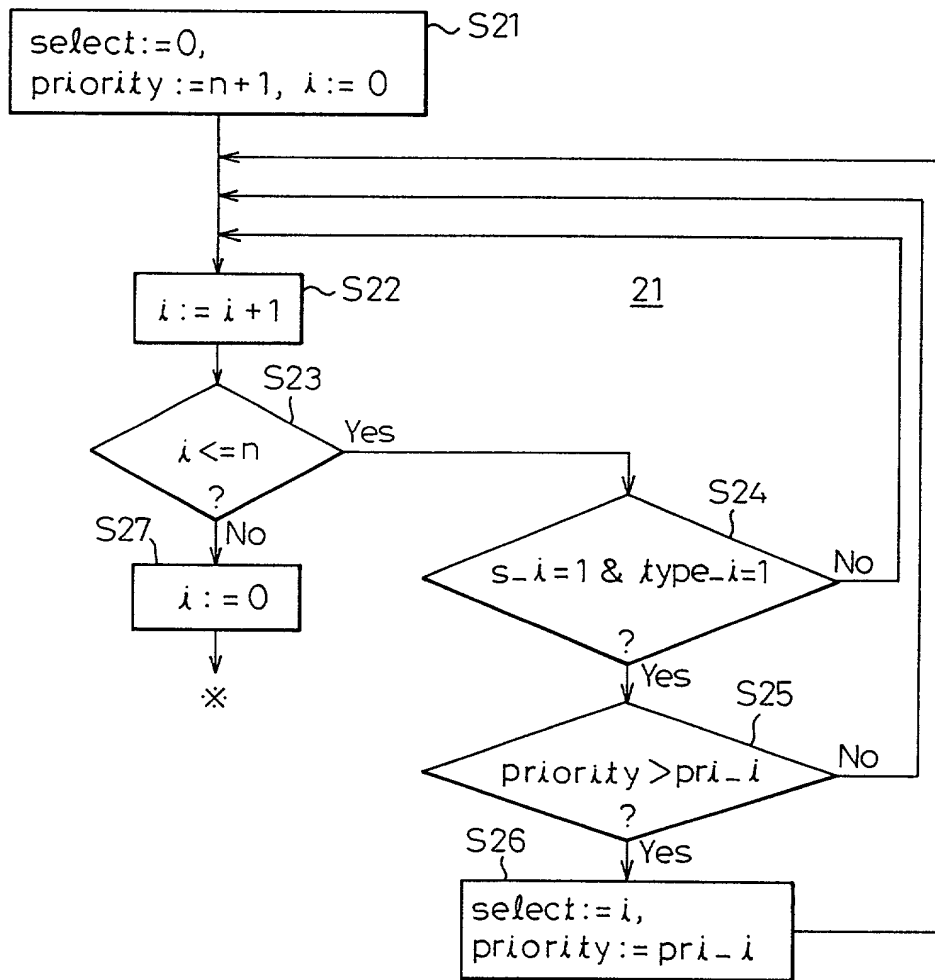 select:=0,
priority:=n+1, i:=0
S21
i:=i+1
S22
21
i<=n
?
S23
Yes
No
S27
i:=0
※
s_i=1 & type_i=1
?
S24
No
Yes
priority>pri_i
?
S25
No
Yes
S26
select:=i,
priority:=pri_i